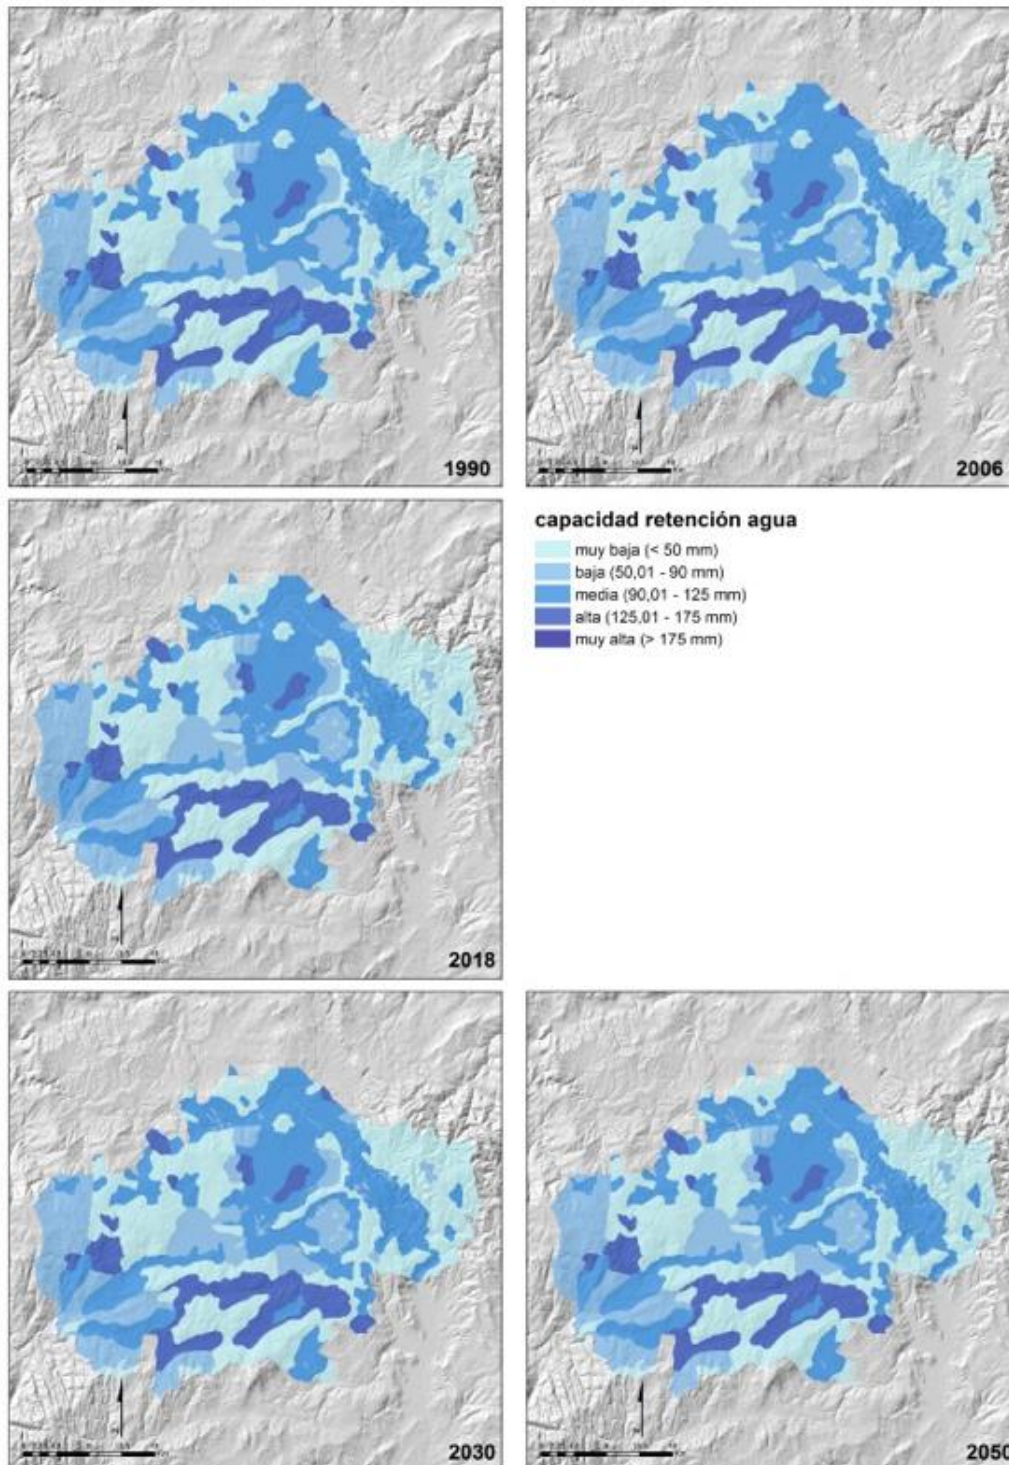 1990
2006
capacidad retención agua
muy baja (< 50 mm)
baja (50,01 - 90 mm)
media (90,01 - 125 mm)
alta (125,01 - 175 mm)
muy alta (> 175 mm)
2018
2030
2050